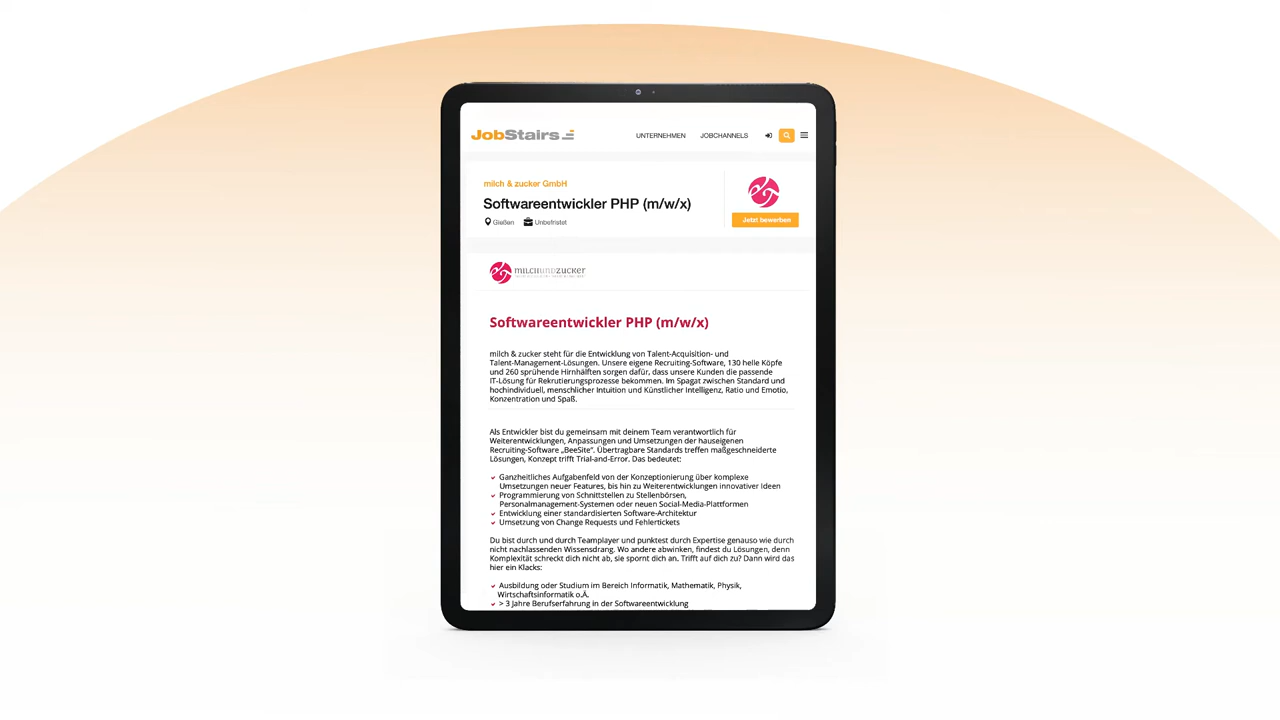 JobStairs
UNTERNEHMEN JOBCHANNELS
milch & zucker GmbH
Softwareentwickler PHP (m/w/x)
Gießen Unbefristet
Jetzt bewerben
MILCHUNDZUCKER
Softwareentwickler PHP (m/w/x)
milch & zucker steht für die Entwicklung von Talent-Acquisition- und
Talent-Management-Lösungen. Unsere eigene Recruiting-Software, 130 helle Köpfe
und 260 sprühende Hirnhälften sorgen dafür, dass unsere Kunden die passende
IT-Lösung für Rekrutierungsprozesse bekommen. Im Spagat zwischen Standard und
hochindividuell, menschlicher Intuition und Künstlicher Intelligenz, Ratio und Emotio,
Konzentration und Spaß.
Als Entwickler bist du gemeinsam mit deinem Team verantwortlich für
Weiterentwicklungen, Anpassungen und Umsetzungen der hauseigenen
Recruiting-Software „BeeSite". Übertragbare Standards treffen maßgeschneiderte
Lösungen, Konzept trifft Trial-and-Error. Das bedeutet:
Ganzheitliches Aufgabenfeld von der Konzeptionierung über komplexe
Umsetzungen neuer Features, bis hin zu Weiterentwicklungen innovativer Ideen
Programmierung von Schnittstellen zu Stellenbörsen,
Personalmanagement-Systemen oder neuen Social-Media-Plattformen
Entwicklung einer standardisierten Software-Architektur
Umsetzung von Change Requests und Fehlertickets
Du bist durch und durch Teamplayer und punktest durch Expertise genauso wie durch
nicht nachlassenden Wissensdrang. Wo andere abwinken, findest du Lösungen, denn
Komplexität schreckt dich nicht ab, sie spornt dich an. Trifft auf dich zu? Dann wird das
hier ein Klacks:
Ausbildung oder Studium im Bereich Informatik, Mathematik, Physik,
Wirtschaftsinformatik o.Ä.
> 3 Jahre Berufserfahrung in der Softwareentwicklung